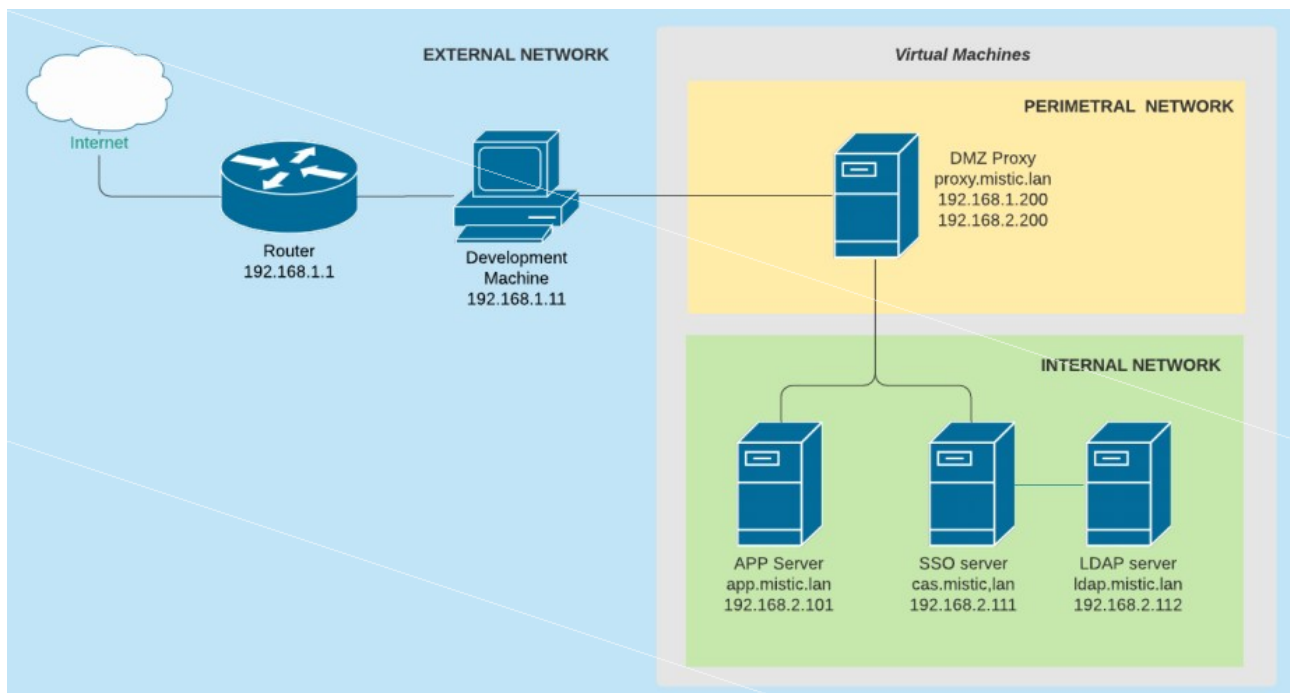 EXTERNAL NETWORK
Virtual Machines
PERIMETRAL NETWORK
Internet
DMZ Proxy
proxy.mistic.lan
192.168.1.200
192.168.2.200
Router
192.168.1.1
Development
Machine
192.168.1.11
INTERNAL NETWORK
APP Server
app.mistic.lan
192.168.2.101
SSO server
cas.mistic,lan
192.168.2.111
LDAP server
ldap.mistic.lan
192.168.2.112